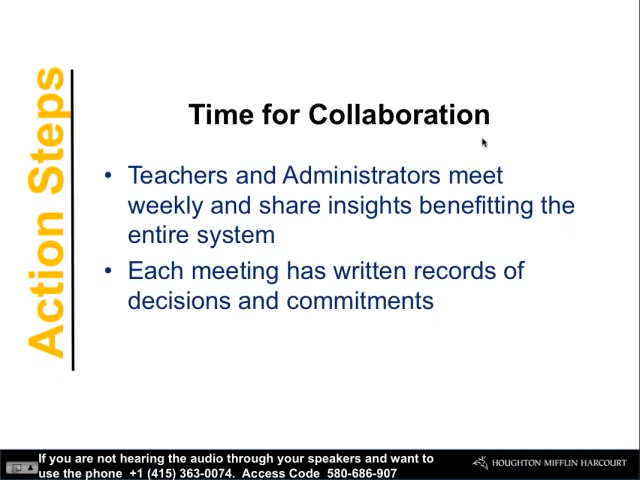 Action Steps
Time for Collaboration
• Teachers and Administrators meet
weekly and share insights benefitting the
entire system
• Each meeting has written records of
decisions and commitments
If you are not hearing the audio through your speakers and want to
use the phone +1 (415) 363-0074. Access Code 580-686-907
HOUGHTON MIFFLIN HARCOURT